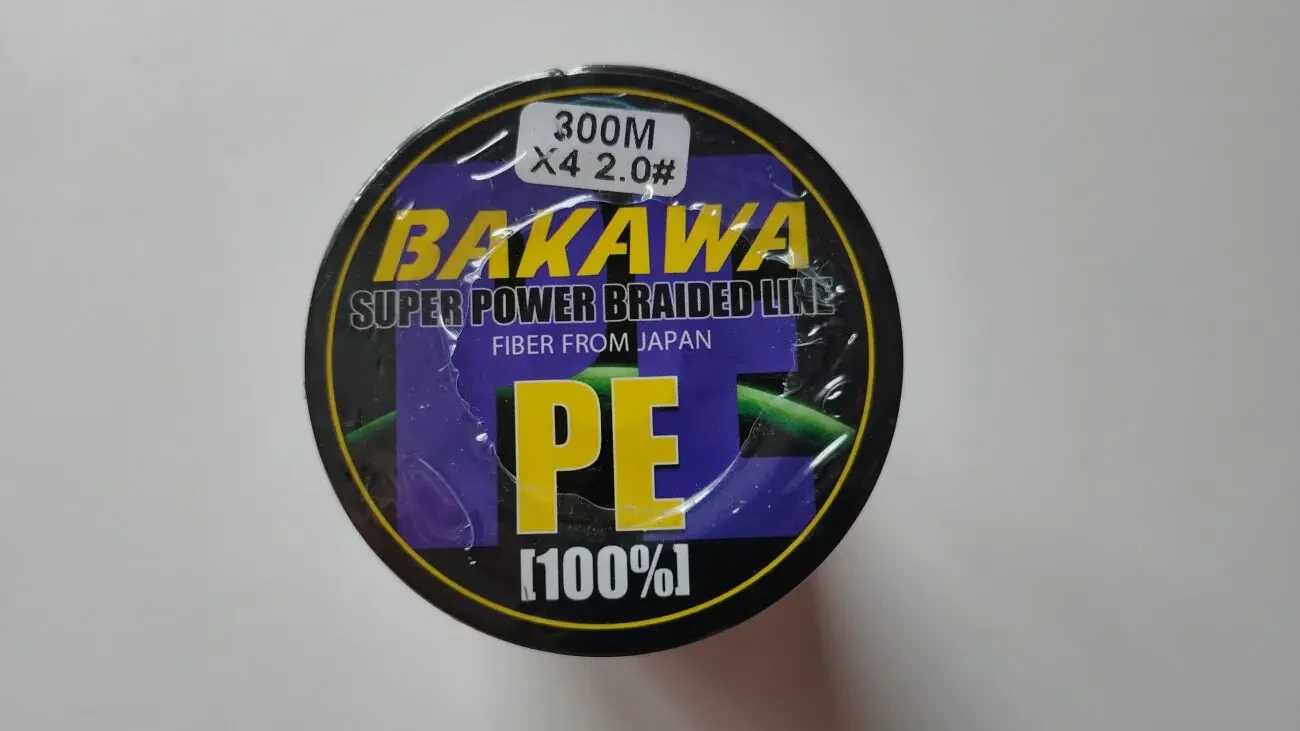 300M
X4 2.0#
BAKAWA
SUPER POWER BRAIDED LINE
FIBER FROM JAPAN
PE
[100%]